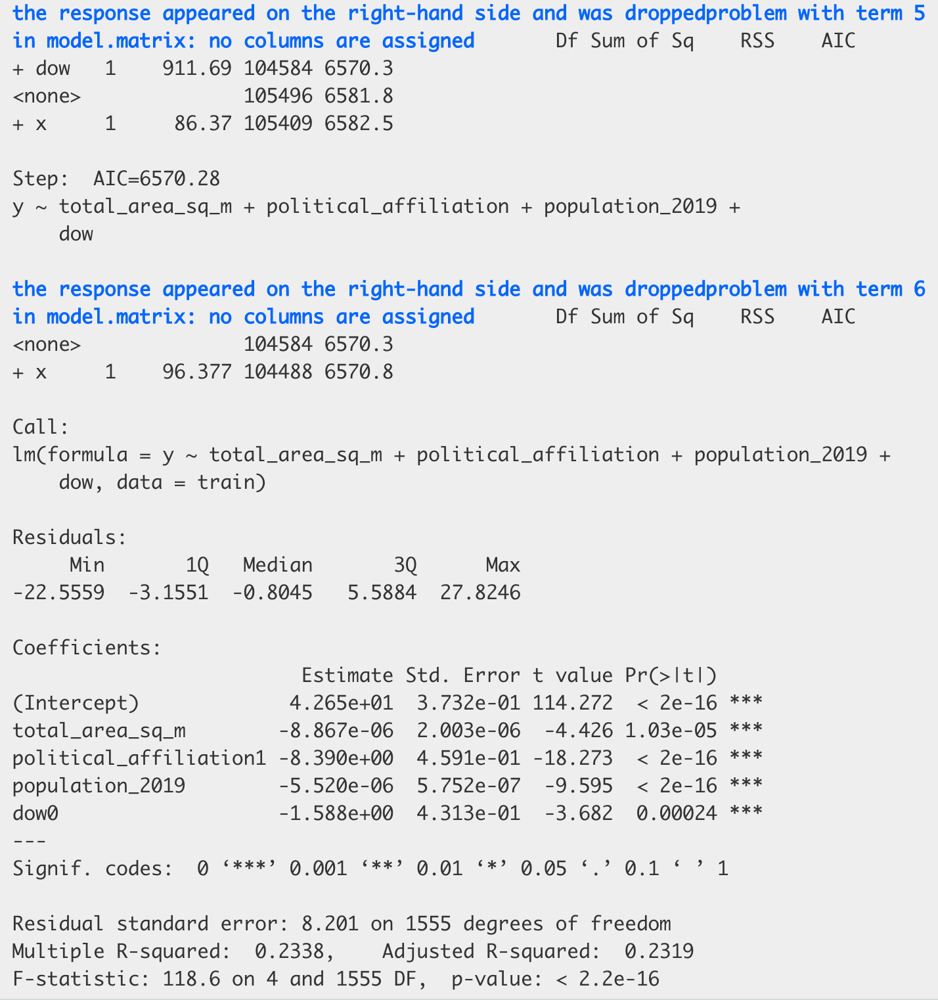 the response appeared on the right-hand side and was droppedproblem with term 5
in model.matrix: no columns are assigned       Df Sum of Sq    RSS    AIC
+ dow   1    911.69 104584 6570.3
<none>              105496 6581.8
+ x     1     86.37 105409 6582.5

Step:  AIC=6570.28
y ~ total_area_sq_m + political_affiliation + population_2019 +
    dow

the response appeared on the right-hand side and was droppedproblem with term 6
in model.matrix: no columns are assigned       Df Sum of Sq    RSS    AIC
<none>              104584 6570.3
+ x     1    96.377 104488 6570.8

Call:
lm(formula = y ~ total_area_sq_m + political_affiliation + population_2019 +
    dow, data = train)

Residuals:
     Min       1Q   Median       3Q      Max
-22.5559  -3.1551  -0.8045   5.5884  27.8246

Coefficients:
                         Estimate Std. Error t value Pr(>|t|)
(Intercept)             4.265e+01  3.732e-01 114.272  < 2e-16 ***
total_area_sq_m        -8.867e-06  2.003e-06  -4.426 1.03e-05 ***
political_affiliation1 -8.390e+00  4.591e-01 -18.273  < 2e-16 ***
population_2019        -5.520e-06  5.752e-07  -9.595  < 2e-16 ***
dow0                   -1.588e+00  4.313e-01  -3.682  0.00024 ***
---
Signif. codes:  0 ‘***’ 0.001 ‘**’ 0.01 ‘*’ 0.05 ‘.’ 0.1 ‘ ’ 1

Residual standard error: 8.201 on 1555 degrees of freedom
Multiple R-squared:  0.2338,    Adjusted R-squared:  0.2319
F-statistic: 118.6 on 4 and 1555 DF,  p-value: < 2.2e-16